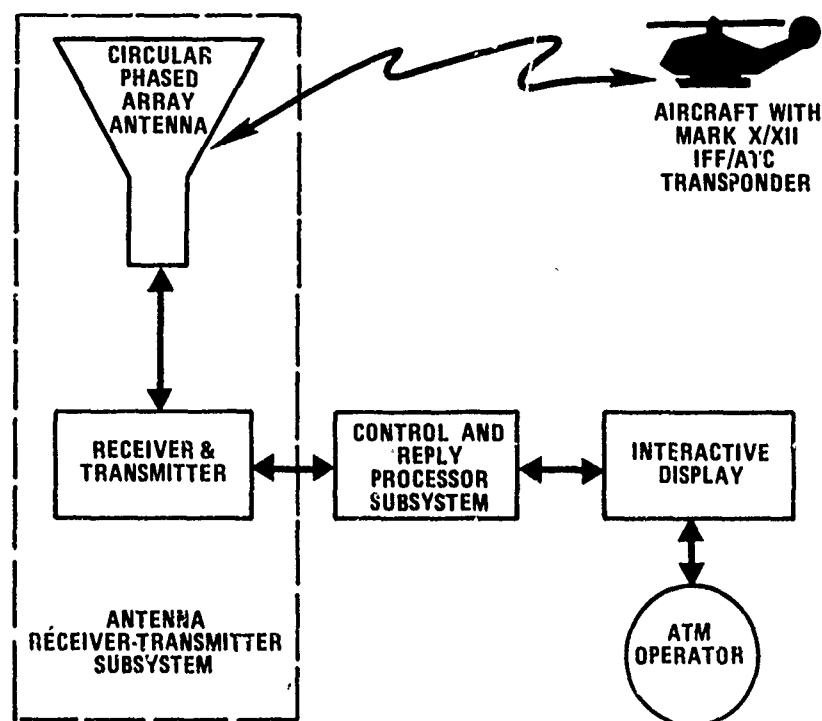 CIRCULAR
PHASED
ARRAY
ANTENNA
AIRCRAFT WITH
MARK X/XII
IFF/ATC
TRANSPONDER
RECEIVER &
TRANSMITTER
CONTROL AND
REPLY
PROCESSOR
SUBSYSTEM
INTERACTIVE
DISPLAY
ANTENNA
RECEIVER-TRANSMITTER
SUBSYSTEM
ATM
OPERATOR